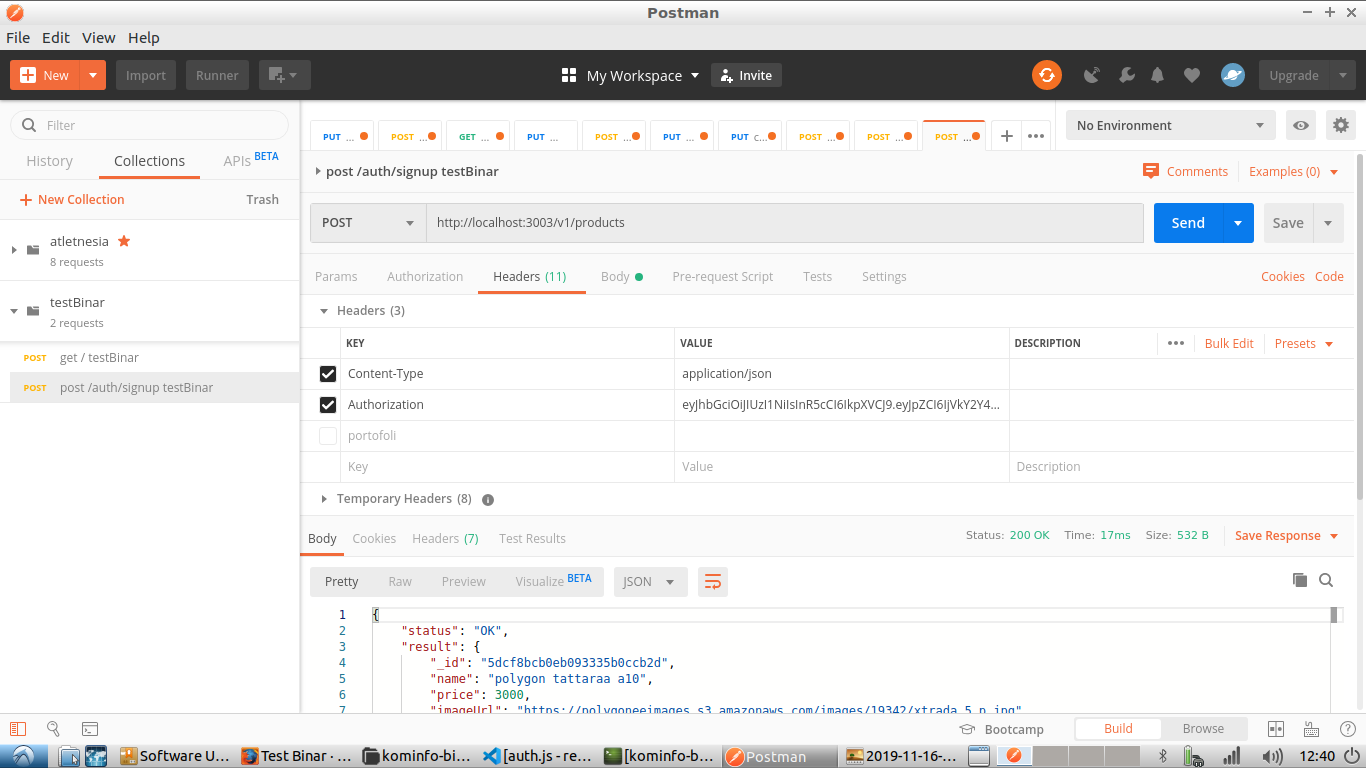 Postman
File Edit View Help
New Import Runner My Workspace Invite Upgrade
Filter
History Collections APIs BETA
New Collection Trash
atletnesia
8 requests
testBinar
2 requests
POST get / testBinar
POST post /auth/signup testBinar
PUT ... POST ... GET ... PUT ... POST ... PUT ... PUT c... POST ... POST ... POST ... No Environment
post /auth/signup testBinar Comments Examples (0)
POST http://localhost:3003/v1/products Send Save
Params Authorization Headers (11) Body Pre-request Script Tests Settings Cookies Code
Headers (3)
KEY VALUE DESCRIPTION Bulk Edit Presets
Content-Type application/json
Authorization eyJhbGciOiJIUzI1NiIsInR5cCI6IkpXVCJ9.eyJpZCI6IjVkY2Y4...
portofoli
Key Value Description
Temporary Headers (8)
Body Cookies Headers (7) Test Results Status: 200 OK Time: 17ms Size: 532 B Save Response
Pretty Raw Preview Visualize BETA JSON
1 {
2 "status": "OK",
3 "result": {
4 "_id": "5dcf8bcb0eb093335b0ccb2d",
5 "name": "polygon tattaraa a10",
6 "price": 3000,
7 "imageUrl": "https://polygoneeimages.s3.amazonaws.com/images/19342/xtrada_5_n.jpg"
Bootcamp Build Browse
Software U... Test Binar · ... kominfo-bi... [auth.js - re... [kominfo-b... Postman 2019-11-16-... 12:40